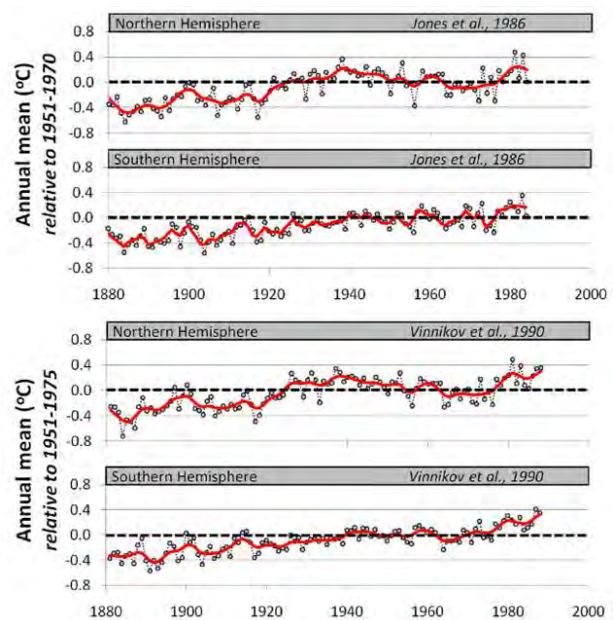 Northern Hemisphere Jones et al., 1986
0.8
0.4
0.0
-0.4
-0.8
Southern Hemisphere Jones et al., 1986
0.8
0.4
0.0
-0.4
-0.8
Annual mean (°C)
relative to 1951-1970
1880 1900 1920 1940 1960 1980 2000
Northern Hemisphere Vinnikov et al., 1990
0.8
0.4
0.0
-0.4
-0.8
Southern Hemisphere Vinnikov et al., 1990
0.8
0.4
0.0
-0.4
-0.8
Annual mean (°C)
relative to 1951-1975
1880 1900 1920 1940 1960 1980 2000